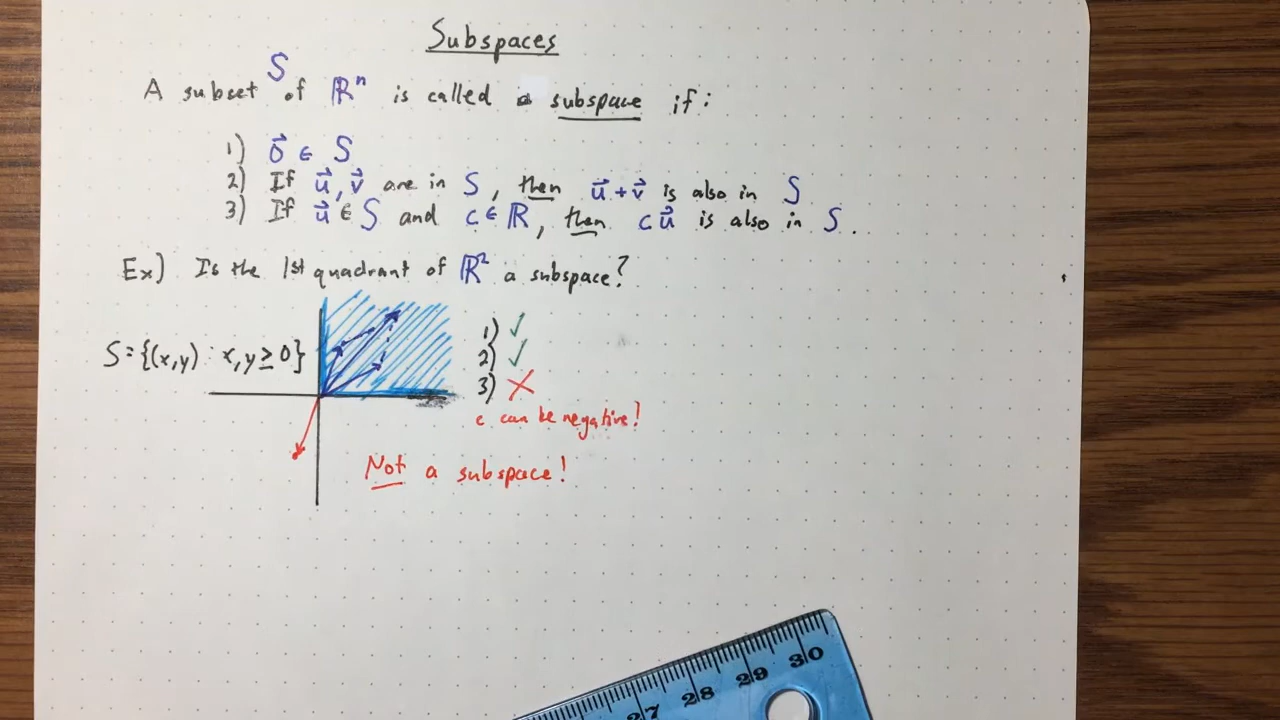 Subspaces
A subset S of ℝⁿ is called a subspace if:
1) 0⃗ ∈ S
2) If u⃗, v⃗ are in S, then u⃗ + v⃗ is also in S
3) If u⃗ ∈ S and c ∈ ℝ, then c u⃗ is also in S.
Ex) Is the 1st quadrant of ℝ² a subspace?
S = {(x,y) : x,y ≥ 0}
1) ✓
2) ✓
3) ✗
c can be negative!
Not a subspace!
27 28 29 30